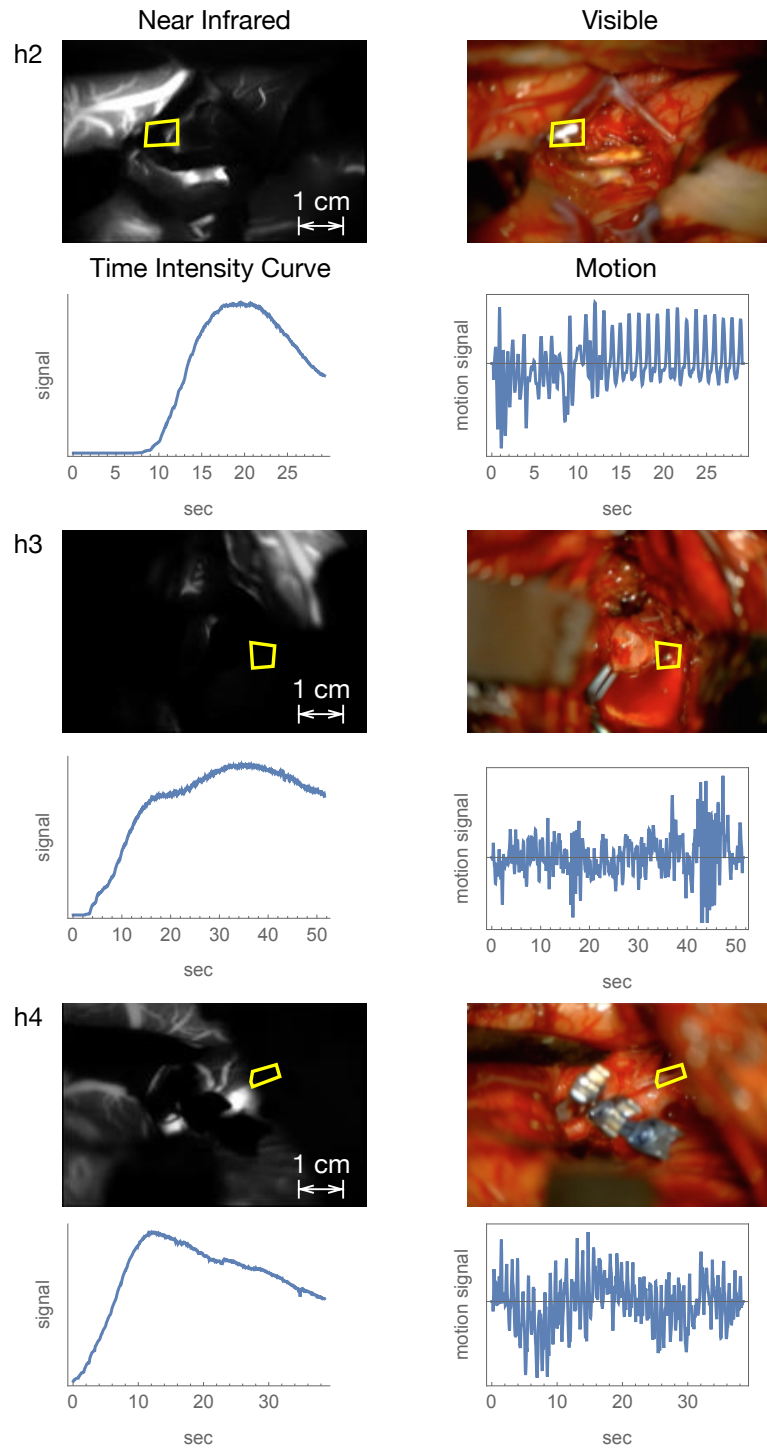 Near Infrared Visible
h2
1 cm
Time Intensity Curve Motion
signal
0 5 10 15 20 25
sec
motion signal
0 5 10 15 20 25
sec
h3
1 cm
signal
0 10 20 30 40 50
sec
motion signal
0 10 20 30 40 50
sec
h4
1 cm
signal
0 10 20 30
sec
motion signal
0 10 20 30
sec